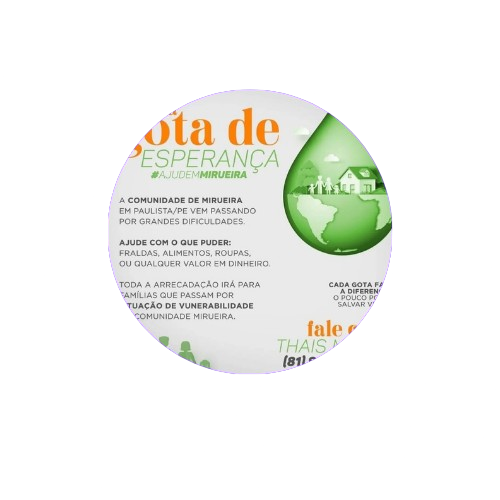 gota de
ESPERANÇA
#AJUDEMMIRUEIRA
A COMUNIDADE DE MIRUEIRA
EM PAULISTA/PE VEM PASSANDO
POR GRANDES DIFICULDADES.
AJUDE COM O QUE PUDER:
FRALDAS, ALIMENTOS, ROUPAS,
OU QUALQUER VALOR EM DINHEIRO.
TODA A ARRECADAÇÃO IRÁ PARA
FAMÍLIAS QUE PASSAM POR
SITUAÇÃO DE VUNERABILIDADE
COMUNIDADE MIRUEIRA.
CADA GOTA
A
O POUCO
SALVAR
fale
THAIS
(81)